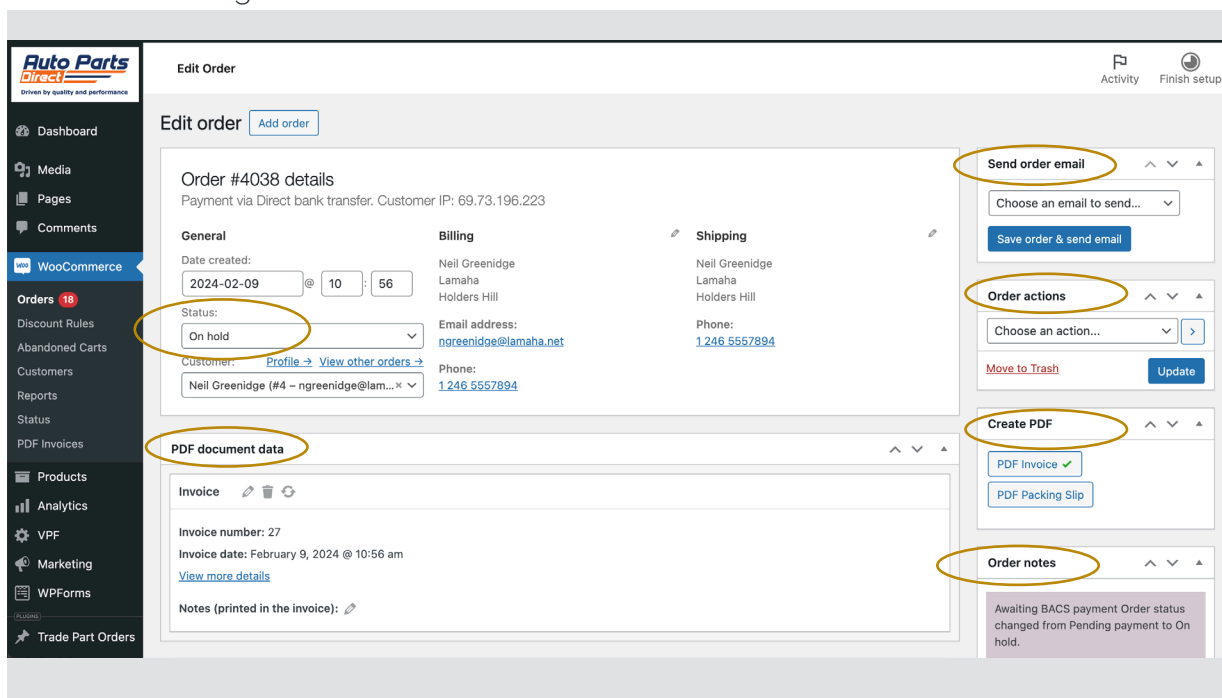 Auto Parts
Direct
Driven by quality and performance
Edit Order
Activity
Finish setup
Dashboard
Media
Pages
Comments
WooCommerce
Orders 18
Discount Rules
Abandoned Carts
Customers
Reports
Status
PDF Invoices
Products
Analytics
VPF
Marketing
WPForms
PLUGINS
Trade Part Orders
Edit order
Add order
Order #4038 details
Payment via Direct bank transfer. Customer IP: 69.73.196.223
General
Date created:
2024-02-09 @ 10 : 56
Status:
On hold
Customer: Profile → View other orders →
Neil Greenidge (#4 – ngreenidge@lam... ×
Billing
Neil Greenidge
Lamaha
Holders Hill
Email address:
ngreenidge@lamaha.net
Phone:
1 246 5557894
Shipping
Neil Greenidge
Lamaha
Holders Hill
Phone:
1 246 5557894
PDF document data
Invoice
Invoice number: 27
Invoice date: February 9, 2024 @ 10:56 am
View more details
Notes (printed in the invoice):
Send order email
Choose an email to send...
Save order & send email
Order actions
Choose an action...
Move to Trash
Update
Create PDF
PDF Invoice
PDF Packing Slip
Order notes
Awaiting BACS payment Order status
changed from Pending payment to On
hold.